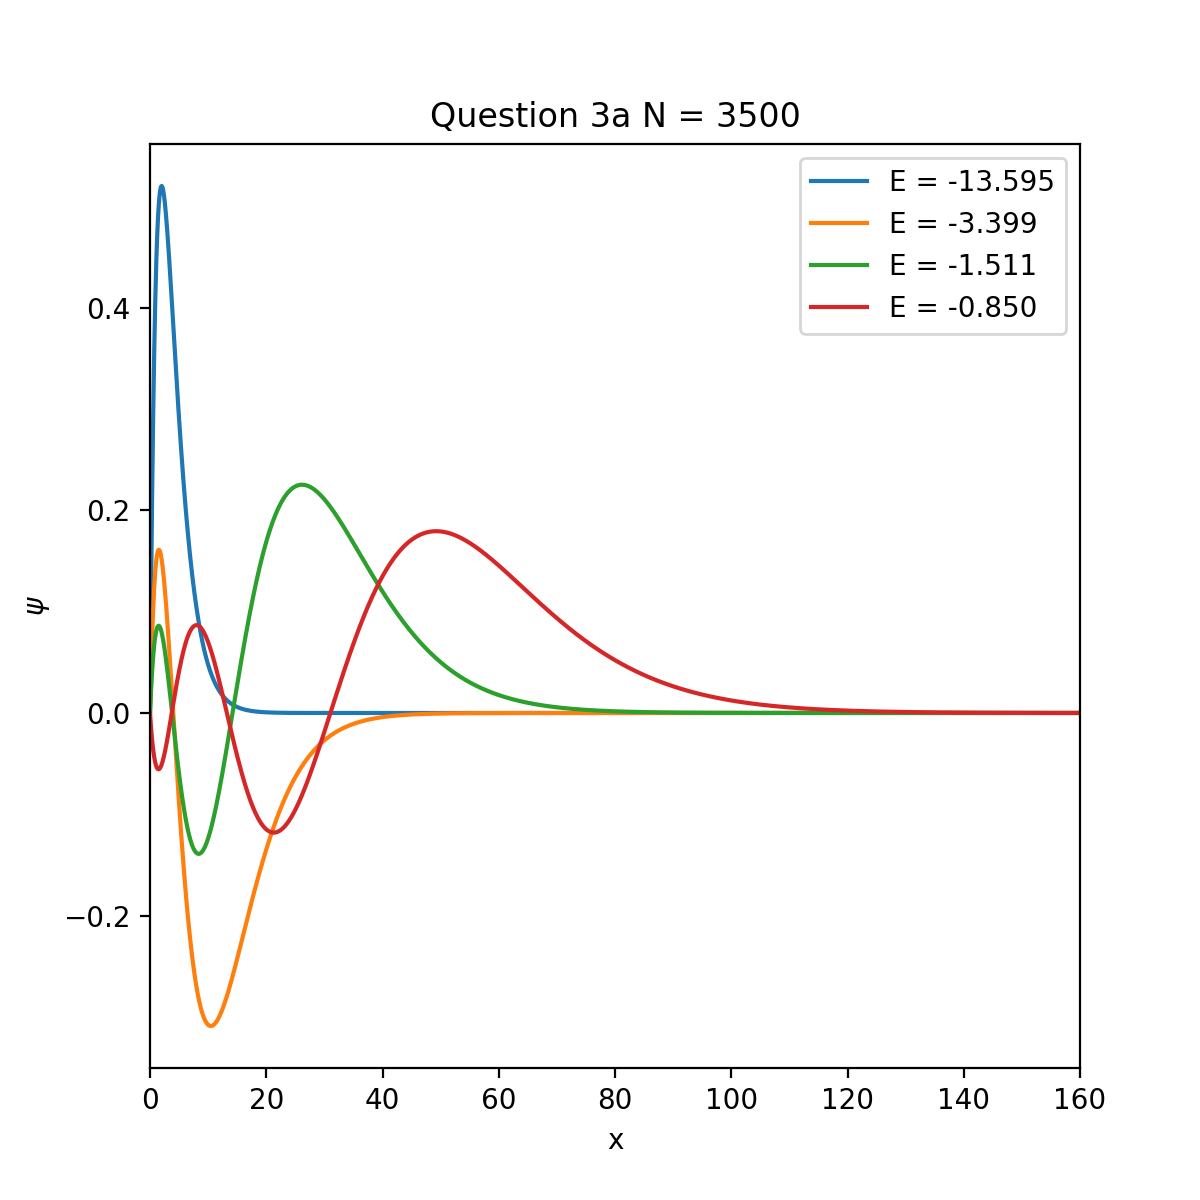 Question 3a N = 3500
E = -13.595
E = -3.399
E = -1.511
E = -0.850
0.4
0.2
0.0
−0.2
ψ
0 20 40 60 80 100 120 140 160
x